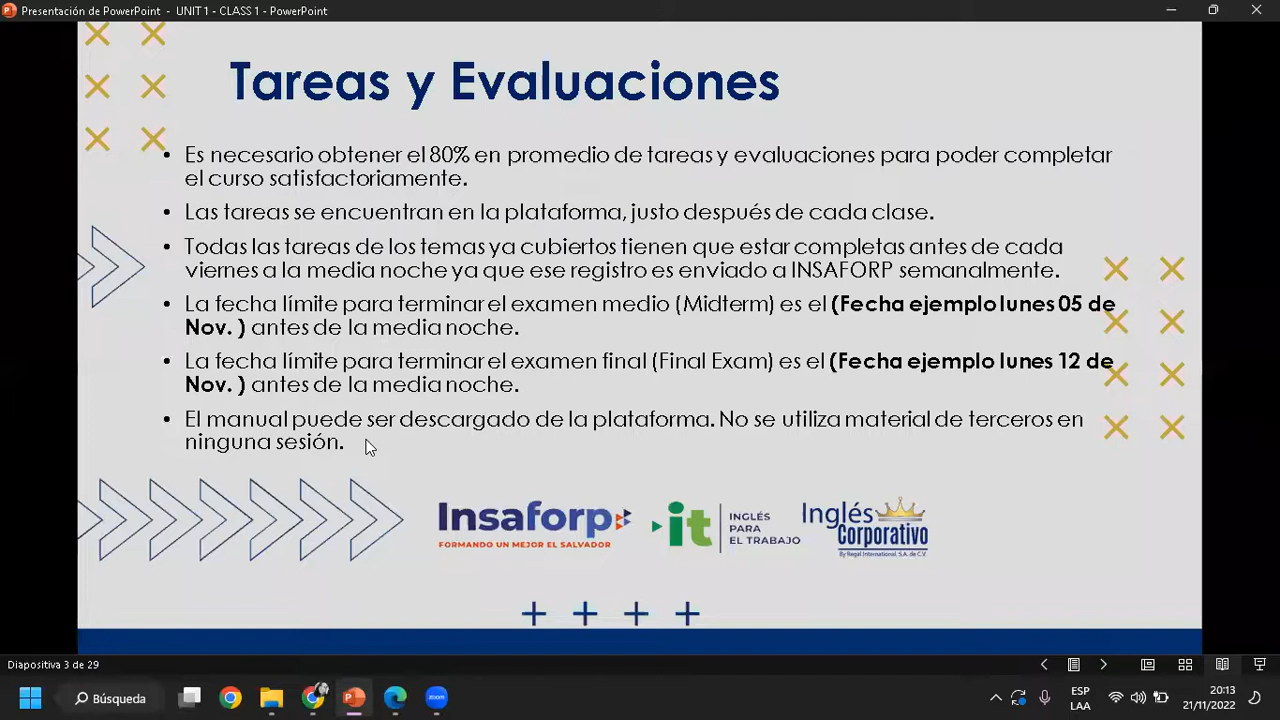 Presentación de PowerPoint - UNIT 1 - CLASS 1 - PowerPoint
Tareas y Evaluaciones
• Es necesario obtener el 80% en promedio de tareas y evaluaciones para poder completar
el curso satisfactoriamente.
• Las tareas se encuentran en la plataforma, justo después de cada clase.
• Todas las tareas de los temas ya cubiertos tienen que estar completas antes de cada
viernes a la media noche ya que ese registro es enviado a INSAFORP semanalmente.
• La fecha límite para terminar el examen medio (Midterm) es el (Fecha ejemplo lunes 05 de
Nov. ) antes de la media noche.
• La fecha límite para terminar el examen final (Final Exam) es el (Fecha ejemplo lunes 12 de
Nov. ) antes de la media noche.
• El manual puede ser descargado de la plataforma. No se utiliza material de terceros en
ninguna sesión.
Insaforp
FORMANDO UN MEJOR EL SALVADOR
it
INGLÉS
PARA
EL TRABAJO
Inglés
Corporativo
By Regal International, S.A. de C.V.
Diapositiva 3 de 29
Búsqueda
zoom
ESP
LAA
20:13
21/11/2022